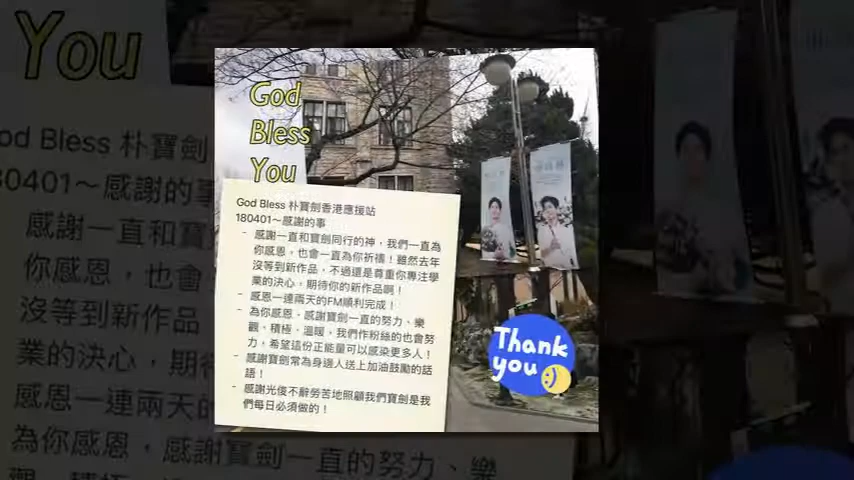 God
Bless
You
God Bless 朴寶劍香港應援站
180401～感謝的事
- 感謝一直和寶劍同行的神，我們一直為
你感恩，也會一直為你祈禱！雖然去年
沒等到新作品，不過還是尊重你專注學
業的決心，期待你的新作品啊！
- 感恩一連兩天的FM順利完成！
- 為你感恩，感謝寶劍一直的努力、樂
觀、積極、溫暖，我們作粉絲的也會努
力，希望這份正能量可以感染更多人！
- 感謝寶劍常為身邊人送上加油鼓勵的話
語！
- 感謝光俊不辭勞苦地照顧我們寶劍是我
們每日必須做的！
Thank
you